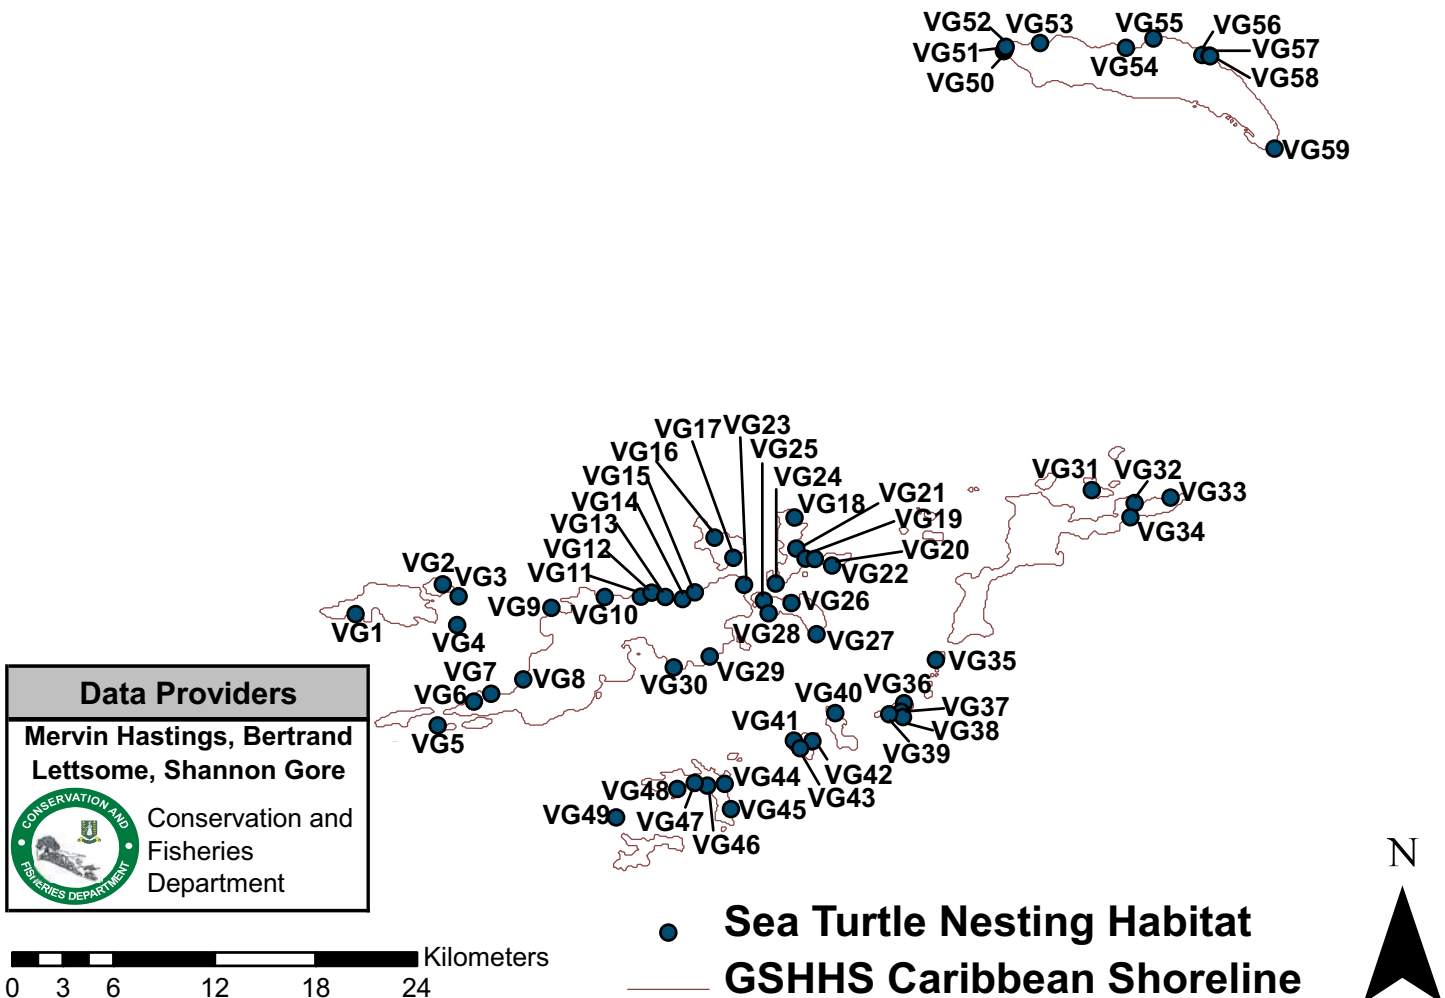 VG52 VG53 VG55 VG56
VG51 VG57
VG54
VG50 VG58
VG59
VG17 VG23
VG16 VG25
VG15 VG24
VG14 VG18 VG21
VG13 VG19
VG12 VG20
VG11 VG22
VG31 VG32 VG33
VG34
VG2 VG3
VG9 VG10 VG26
VG1 VG4 VG28 VG27
VG7 VG8 VG30 VG29 VG35
VG6 VG40 VG36
VG5 VG41 VG37
VG38
VG39
VG44 VG42
VG48 VG43
VG49 VG47 VG45
VG46
Data Providers
Mervin Hastings, Bertrand
Lettsome, Shannon Gore
CONSERVATION AND
FISHERIES DEPARTMENT
Conservation and
Fisheries
Department
Kilometers
0 3 6 12 18 24
Sea Turtle Nesting Habitat
GSHHS Caribbean Shoreline
N